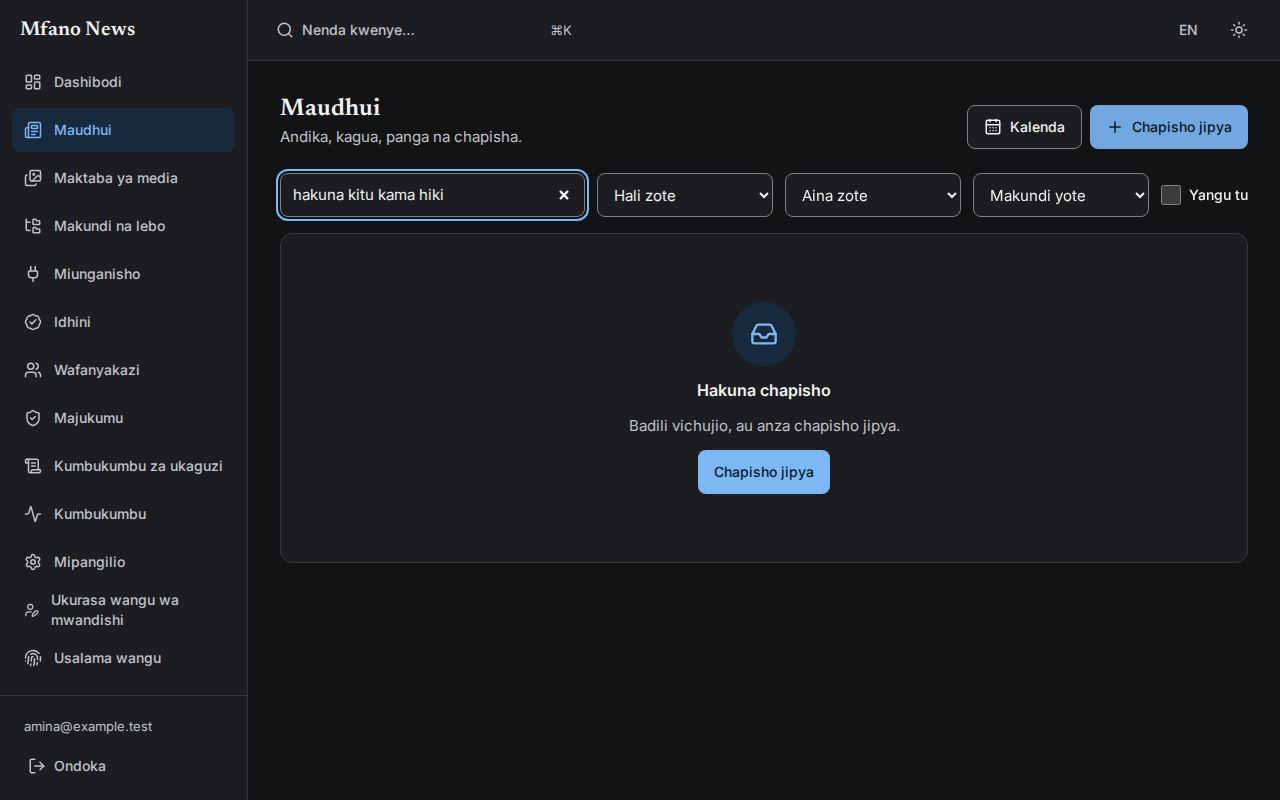 Mfano News
Nenda kwenye...
⌘K
EN
Dashibodi
Maudhui
Maktaba ya media
Makundi na lebo
Miunganisho
Idhini
Wafanyakazi
Majukumu
Kumbukumbu za ukaguzi
Kumbukumbu
Mipangilio
Ukurasa wangu wa
mwandishi
Usalama wangu
amina@example.test
Ondoka
Maudhui
Andika, kagua, panga na chapisha.
Kalenda
Chapisho jipya
hakuna kitu kama hiki
Hali zote
Aina zote
Makundi yote
Yangu tu
Hakuna chapisho
Badili vichujio, au anza chapisho jipya.
Chapisho jipya